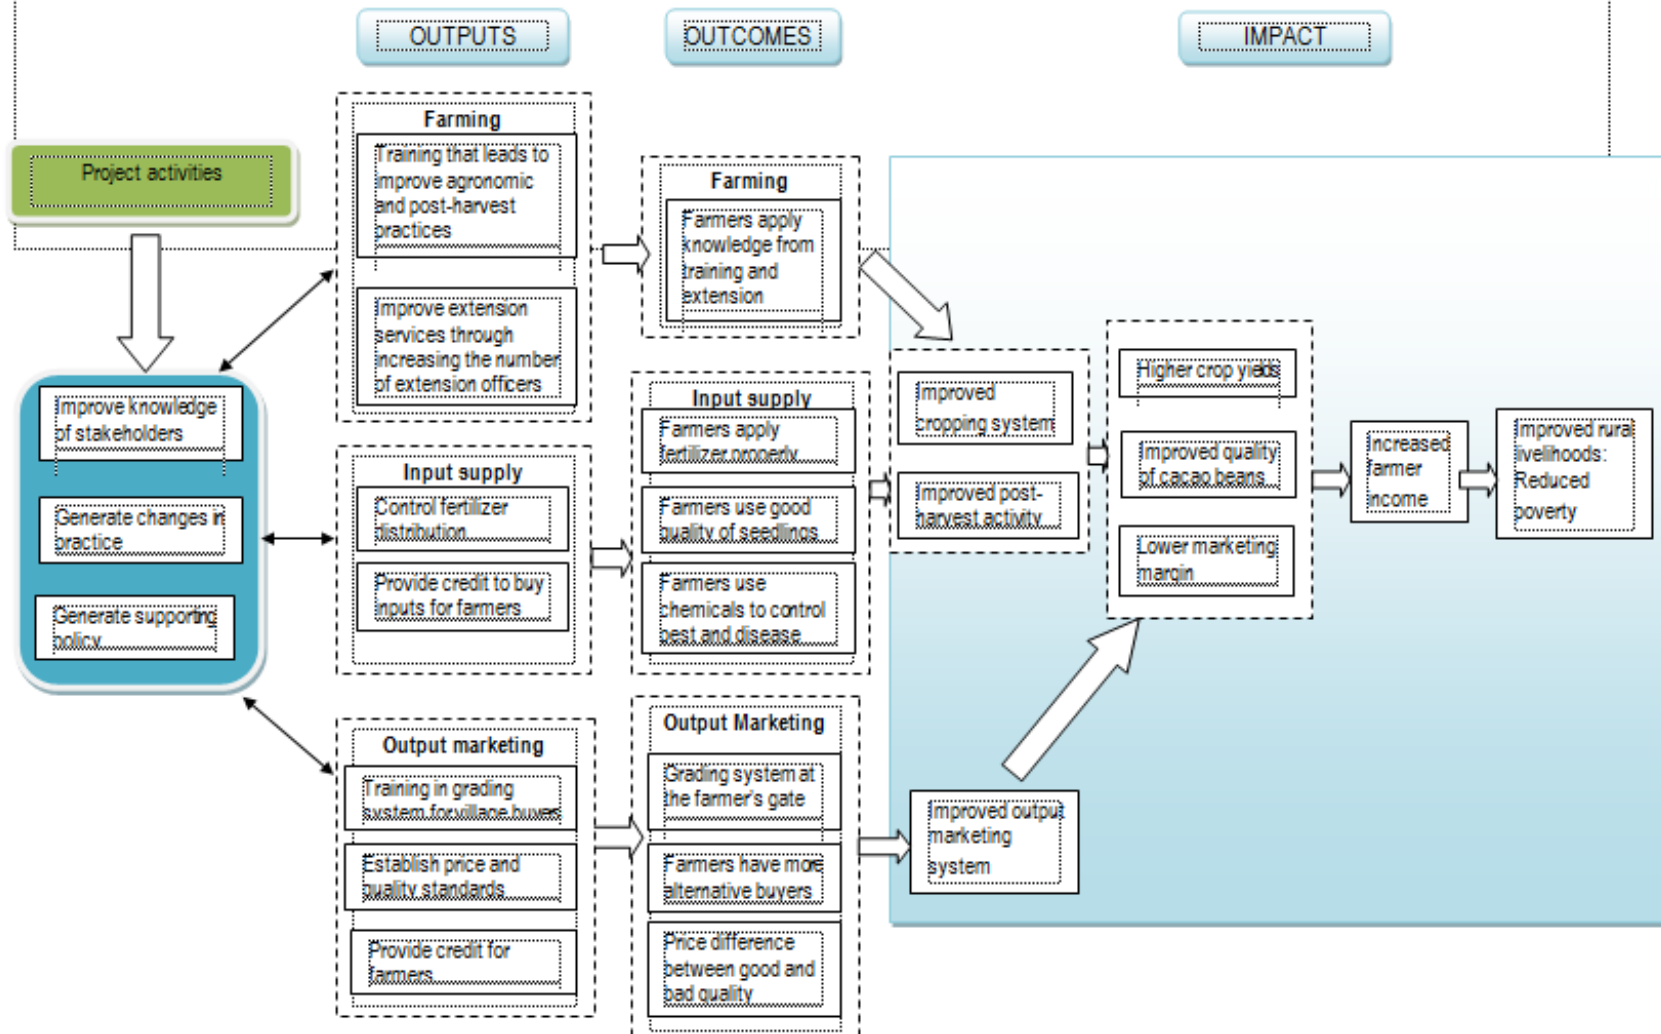 OUTPUTS
OUTCOMES
IMPACT
Project activities
Improve knowledge
of stakeholders
Generate changes in
practice
Generate supporting
policy
Farming
Training that leads to
improve agronomic
and post-harvest
practices
Improve extension
services through
increasing the number
of extension officers
Input supply
Control fertilizer
distribution
Provide credit to buy
inputs for farmers
Output marketing
Training in grading
system for village buyers
Establish price and
quality standards
Provide credit for
farmers
Farming
Farmers apply
knowledge from
training and
extension
Input supply
Farmers apply
fertilizer properly
Farmers use good
quality of seedlings
Farmers use
chemicals to control
pest and disease
Output Marketing
Grading system at
the farmer's gate
Farmers have more
alternative buyers
Price difference
between good and
bad quality
Improved
cropping system
Improved post-
harvest activity
Improved output
marketing
system
Higher crop yields
Improved quality
of cacao beans
Lower marketing
margin
Increased
farmer
income
Improved rural
livelihoods:
Reduced
poverty